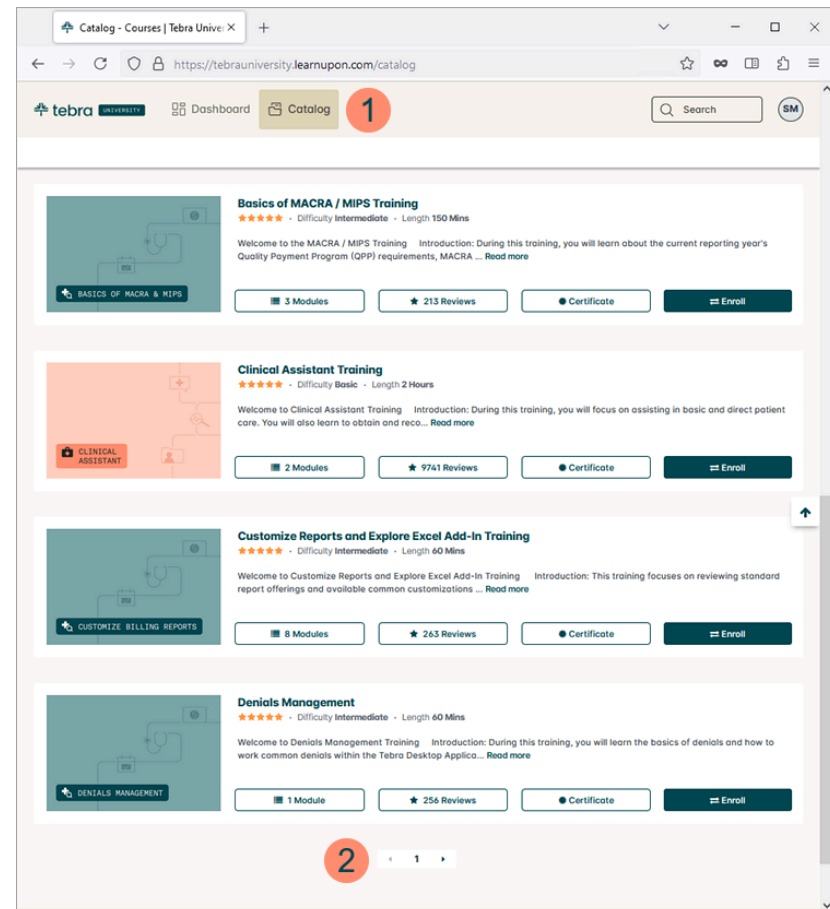 Catalog - Courses | Tebra Univer
https://tebrauniversity.learnupon.com/catalog
tebra UNIVERSITY Dashboard Catalog 1 Search SM
Basics of MACRA / MIPS Training
Difficulty Intermediate - Length 150 Mins
Welcome to the MACRA / MIPS Training Introduction: During this training, you will learn about the current reporting year's
Quality Payment Program (QPP) requirements, MACRA ... Read more
BASICS OF MACRA & MIPS
3 Modules 213 Reviews Certificate Enroll
Clinical Assistant Training
Difficulty Basic - Length 2 Hours
Welcome to Clinical Assistant Training Introduction: During this training, you will focus on assisting in basic and direct patient
care. You will also learn to obtain and reco... Read more
CLINICAL
ASSISTANT
2 Modules 9741 Reviews Certificate Enroll
Customize Reports and Explore Excel Add-In Training
Difficulty Intermediate - Length 60 Mins
Welcome to Customize Reports and Explore Excel Add-In Training Introduction: This training focuses on reviewing standard
report offerings and available common customizations ... Read more
CUSTOMIZE BILLING REPORTS
8 Modules 263 Reviews Certificate Enroll
Denials Management
Difficulty Intermediate - Length 60 Mins
Welcome to Denials Management Training Introduction: During this training, you will learn the basics of denials and how to
work common denials within the Tebra Desktop Applica... Read more
DENIALS MANAGEMENT
1 Module 256 Reviews Certificate Enroll
2 1